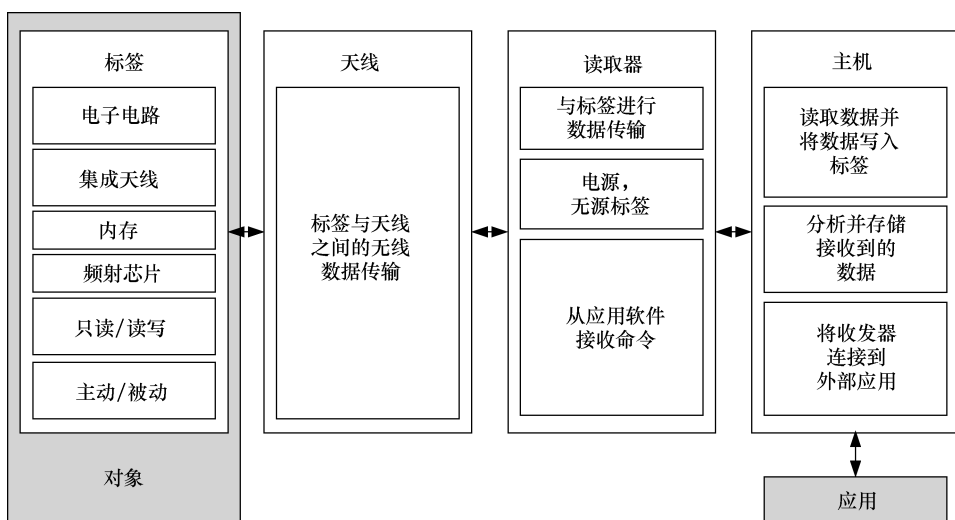 标签
电子电路
集成天线
内存
频射芯片
只读/读写
主动/被动
对象
天线
标签与天线
之间的无线
数据传输
读取器
与标签进行
数据传输
电源，
无源标签
从应用软件
接收命令
主机
读取数据并
将数据写入
标签
分析并存储
接收到的
数据
将收发器
连接到
外部应用
应用